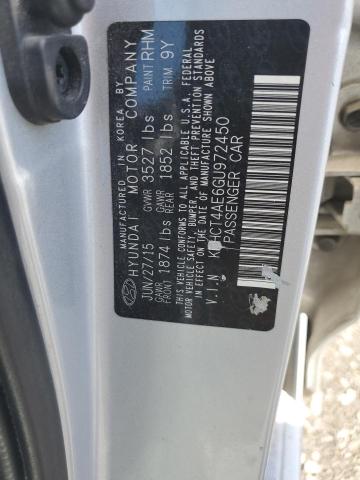 MANUFACTURED IN KOREA BY
HYUNDAI MOTOR COMPANY
JUN/27/15 GVWR 3527 lbs PAINT RHM
GAWR FRONT 1874 lbs GAWR REAR 1852 lbs TRIM 9Y
THIS VEHICLE CONFORMS TO ALL APPLICABLE U.S.A. FEDERAL
MOTOR VEHICLE SAFETY, BUMPER, AND THEFT PREVENTION STANDARDS
IN EFFECT ON THE DATE OF MANUFACTURE SHOWN ABOVE
V.I.N CT4AE6GU972450
PASSENGER CAR